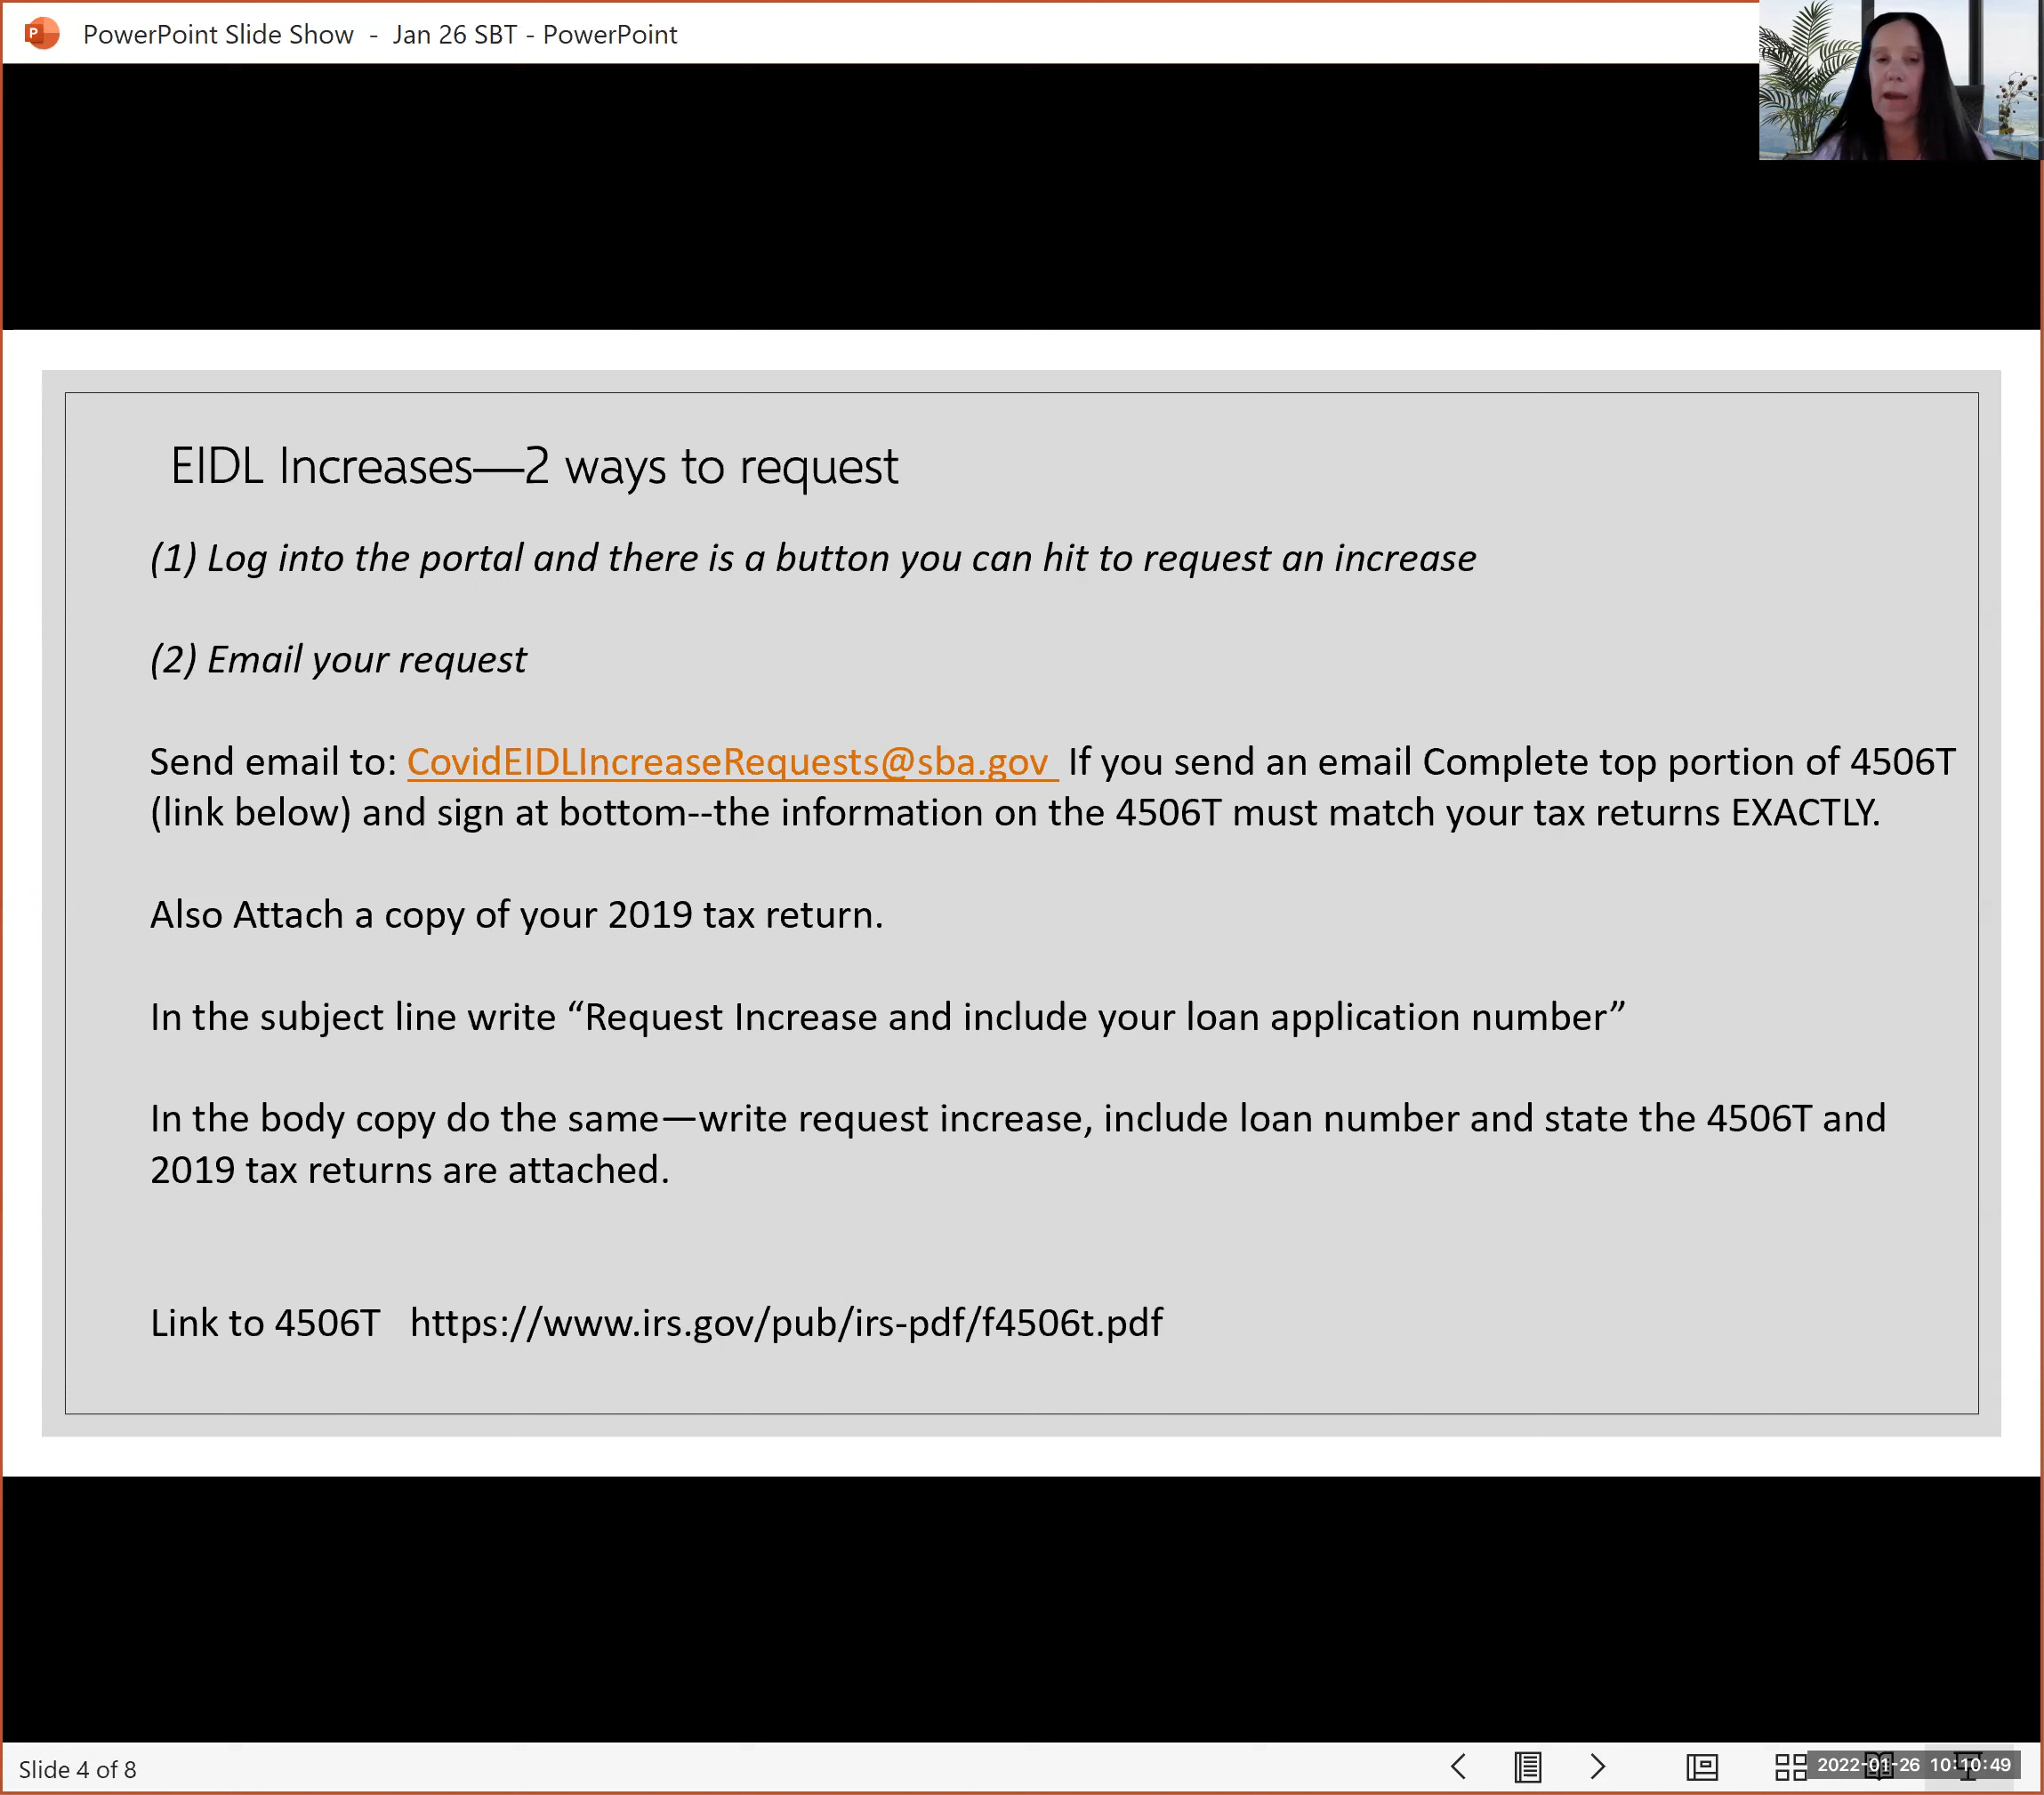 PowerPoint Slide Show  -  Jan 26 SBT - PowerPoint
EIDL Increases—2 ways to request
(1) Log into the portal and there is a button you can hit to request an increase
(2) Email your request
Send email to: CovidEIDLIncreaseRequests@sba.gov  If you send an email Complete top portion of 4506T
(link below) and sign at bottom--the information on the 4506T must match your tax returns EXACTLY.
Also Attach a copy of your 2019 tax return.
In the subject line write “Request Increase and include your loan application number”
In the body copy do the same—write request increase, include loan number and state the 4506T and
2019 tax returns are attached.
Link to 4506T   https://www.irs.gov/pub/irs-pdf/f4506t.pdf
Slide 4 of 8
2022-01-26  10:10:49